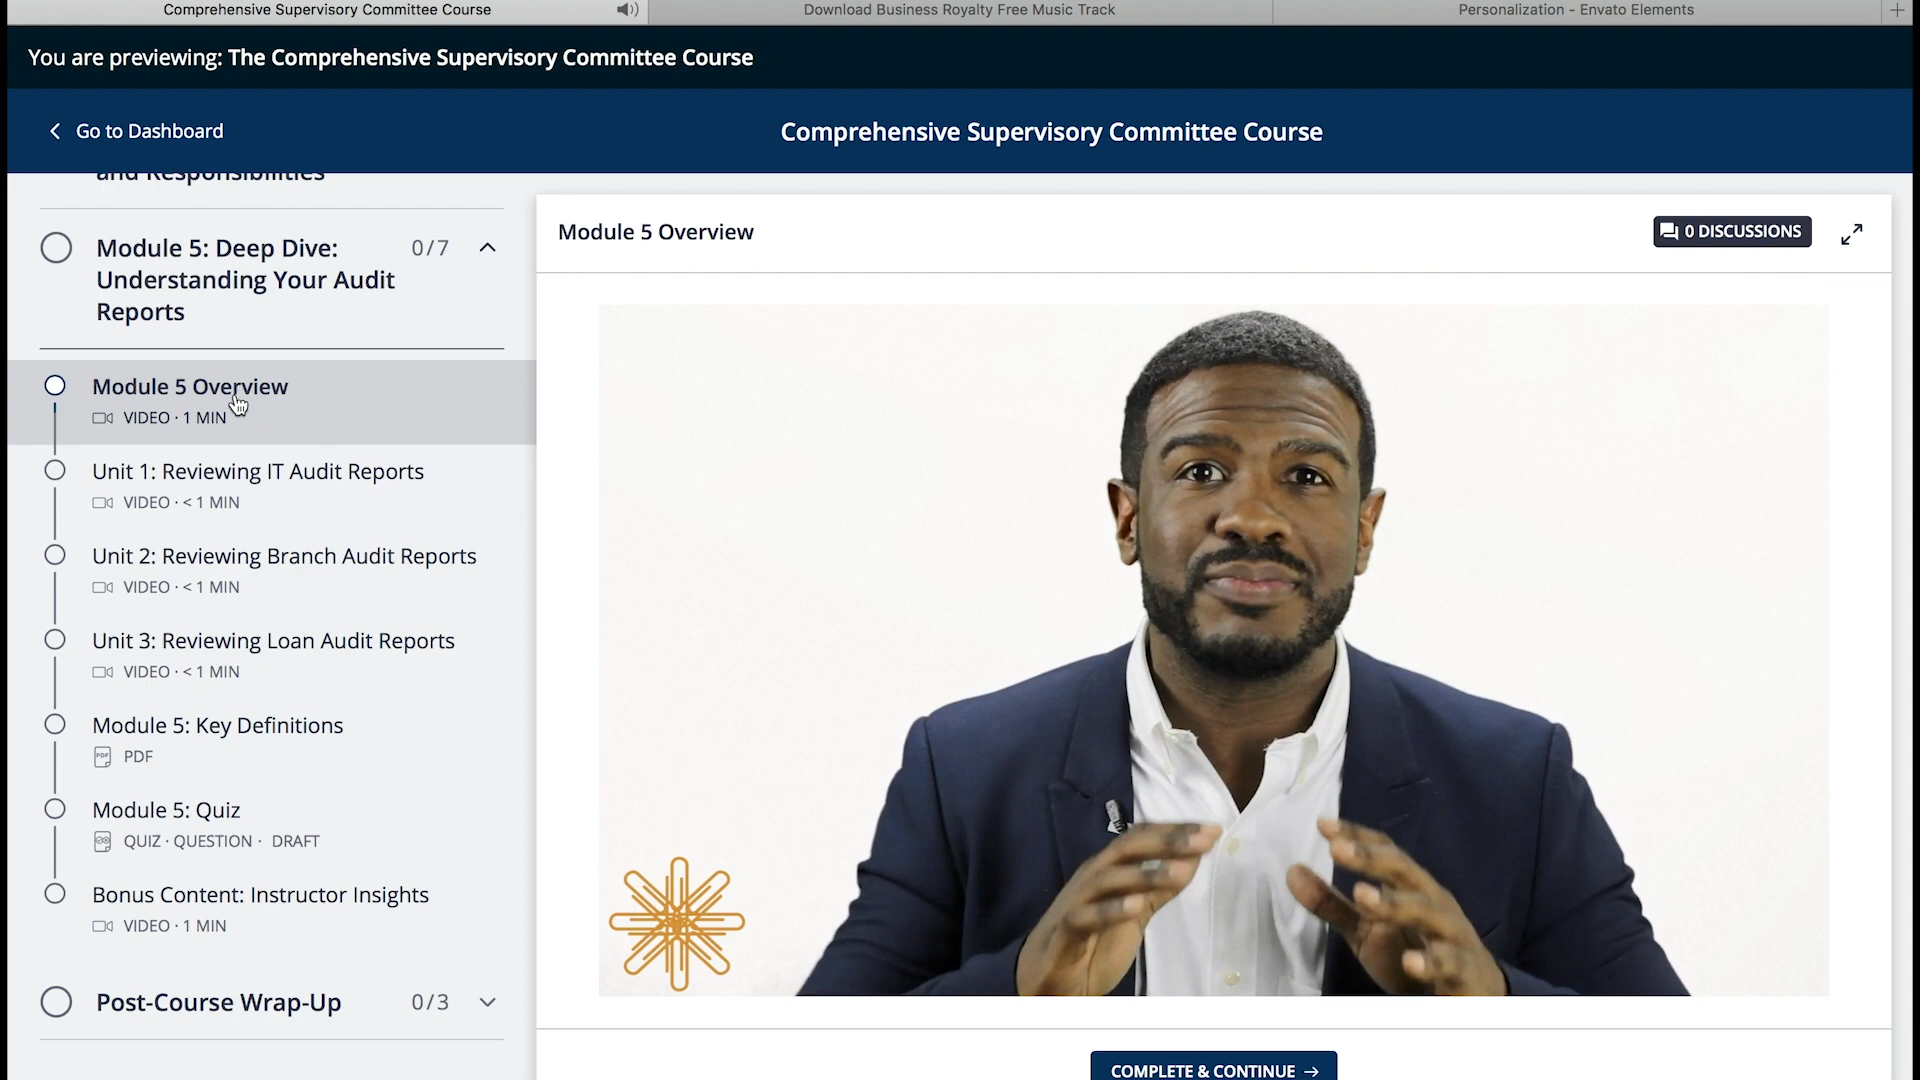 Comprehensive Supervisory Committee Course
Download Business Royalty Free Music Track
Personalization - Envato Elements
You are previewing: The Comprehensive Supervisory Committee Course
Go to Dashboard
Comprehensive Supervisory Committee Course
and Responsibilities
Module 5: Deep Dive:
Understanding Your Audit
Reports
0/7
Module 5 Overview
VIDEO · 1 MIN
Unit 1: Reviewing IT Audit Reports
VIDEO · < 1 MIN
Unit 2: Reviewing Branch Audit Reports
VIDEO · < 1 MIN
Unit 3: Reviewing Loan Audit Reports
VIDEO · < 1 MIN
Module 5: Key Definitions
PDF
PDF
Module 5: Quiz
QUIZ · QUESTION · DRAFT
Bonus Content: Instructor Insights
VIDEO · 1 MIN
Post-Course Wrap-Up
0/3
Module 5 Overview
0 DISCUSSIONS
COMPLETE & CONTINUE →